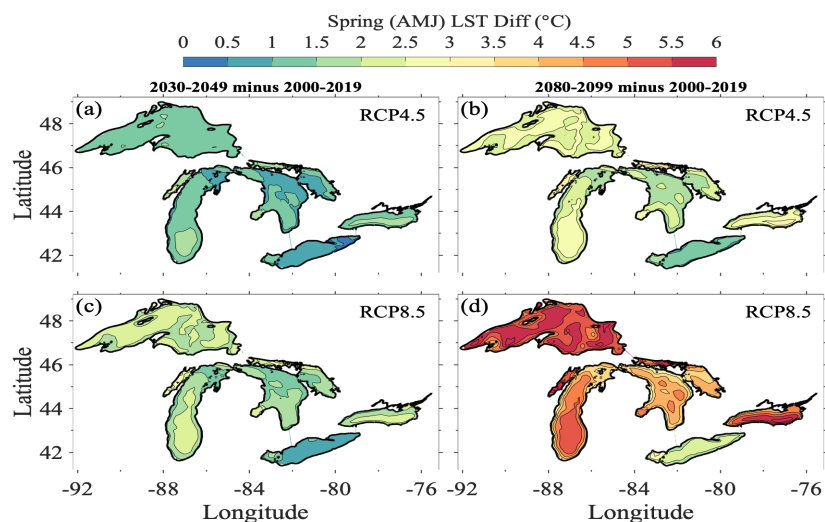 Spring (AMJ) LST Diff (°C)
0 0.5 1 1.5 2 2.5 3 3.5 4 4.5 5 5.5 6
2030-2049 minus 2000-2019 2080-2099 minus 2000-2019
(a) RCP4.5 (b) RCP4.5
48
46
44
42
Latitude
(c) RCP8.5 (d) RCP8.5
48
46
44
42
Latitude
-92 -88 -84 -80 -76 -92 -88 -84 -80 -76
Longitude Longitude